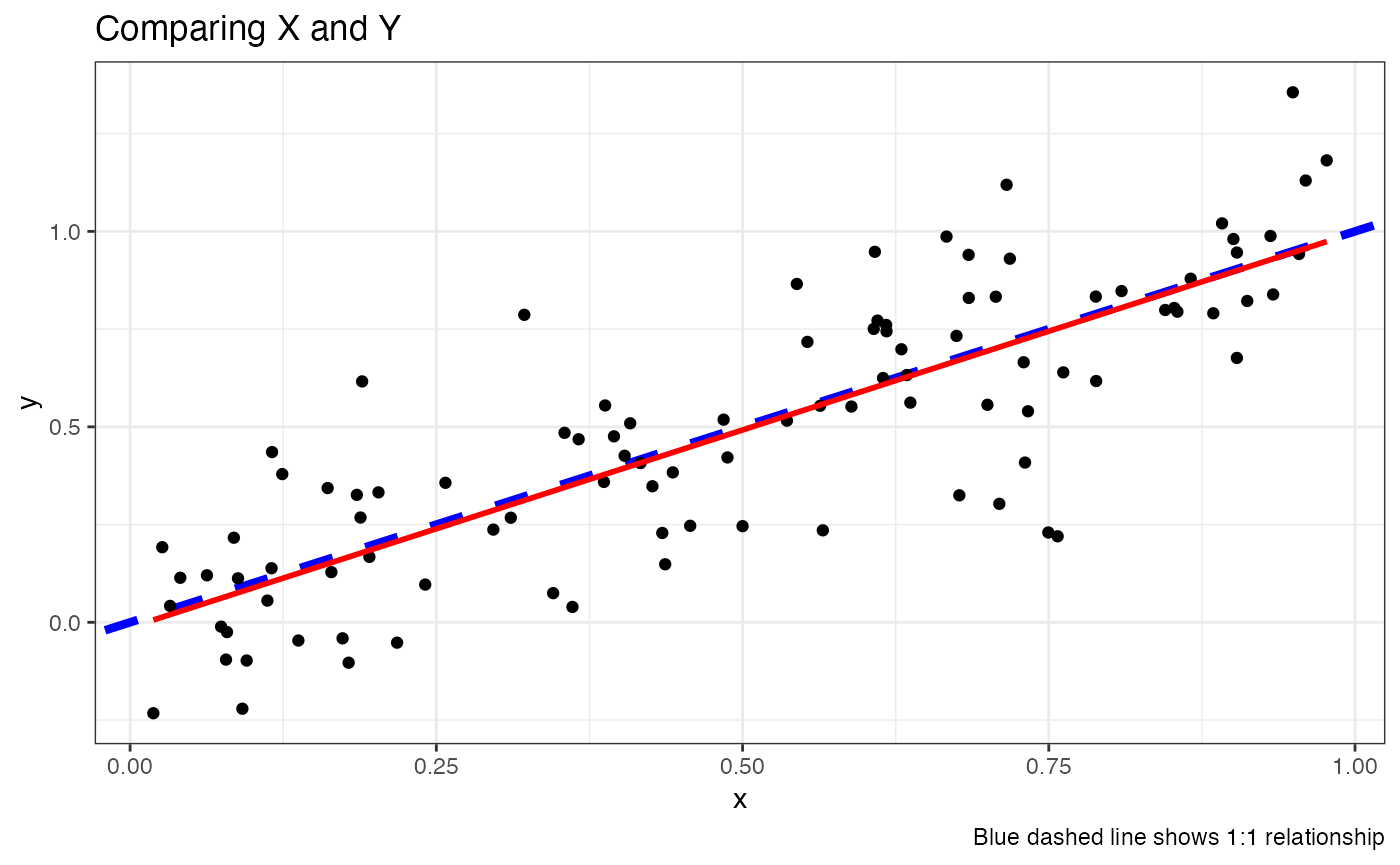 Comparing X and Y
1.0
0.5
0.0
y
0.00 0.25 0.50 0.75 1.00
x
Blue dashed line shows 1:1 relationship